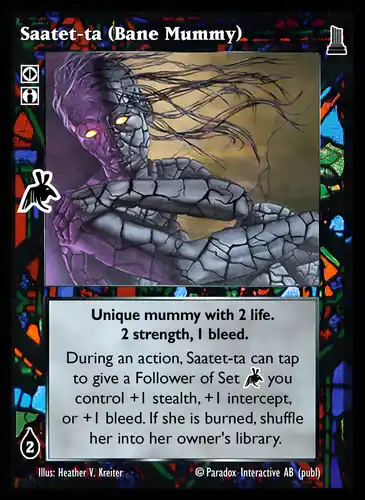 Saatet-ta (Bane Mummy)
Unique mummy with 2 life.
2 strength, 1 bleed.
During an action, Saatet-ta can tap
to give a Follower of Set you
control +1 stealth, +1 intercept,
or +1 bleed. If she is burned, shuffle
her into her owner's library.
2
Illus: Heather V. Kreiter © Paradox Interactive AB (publ)